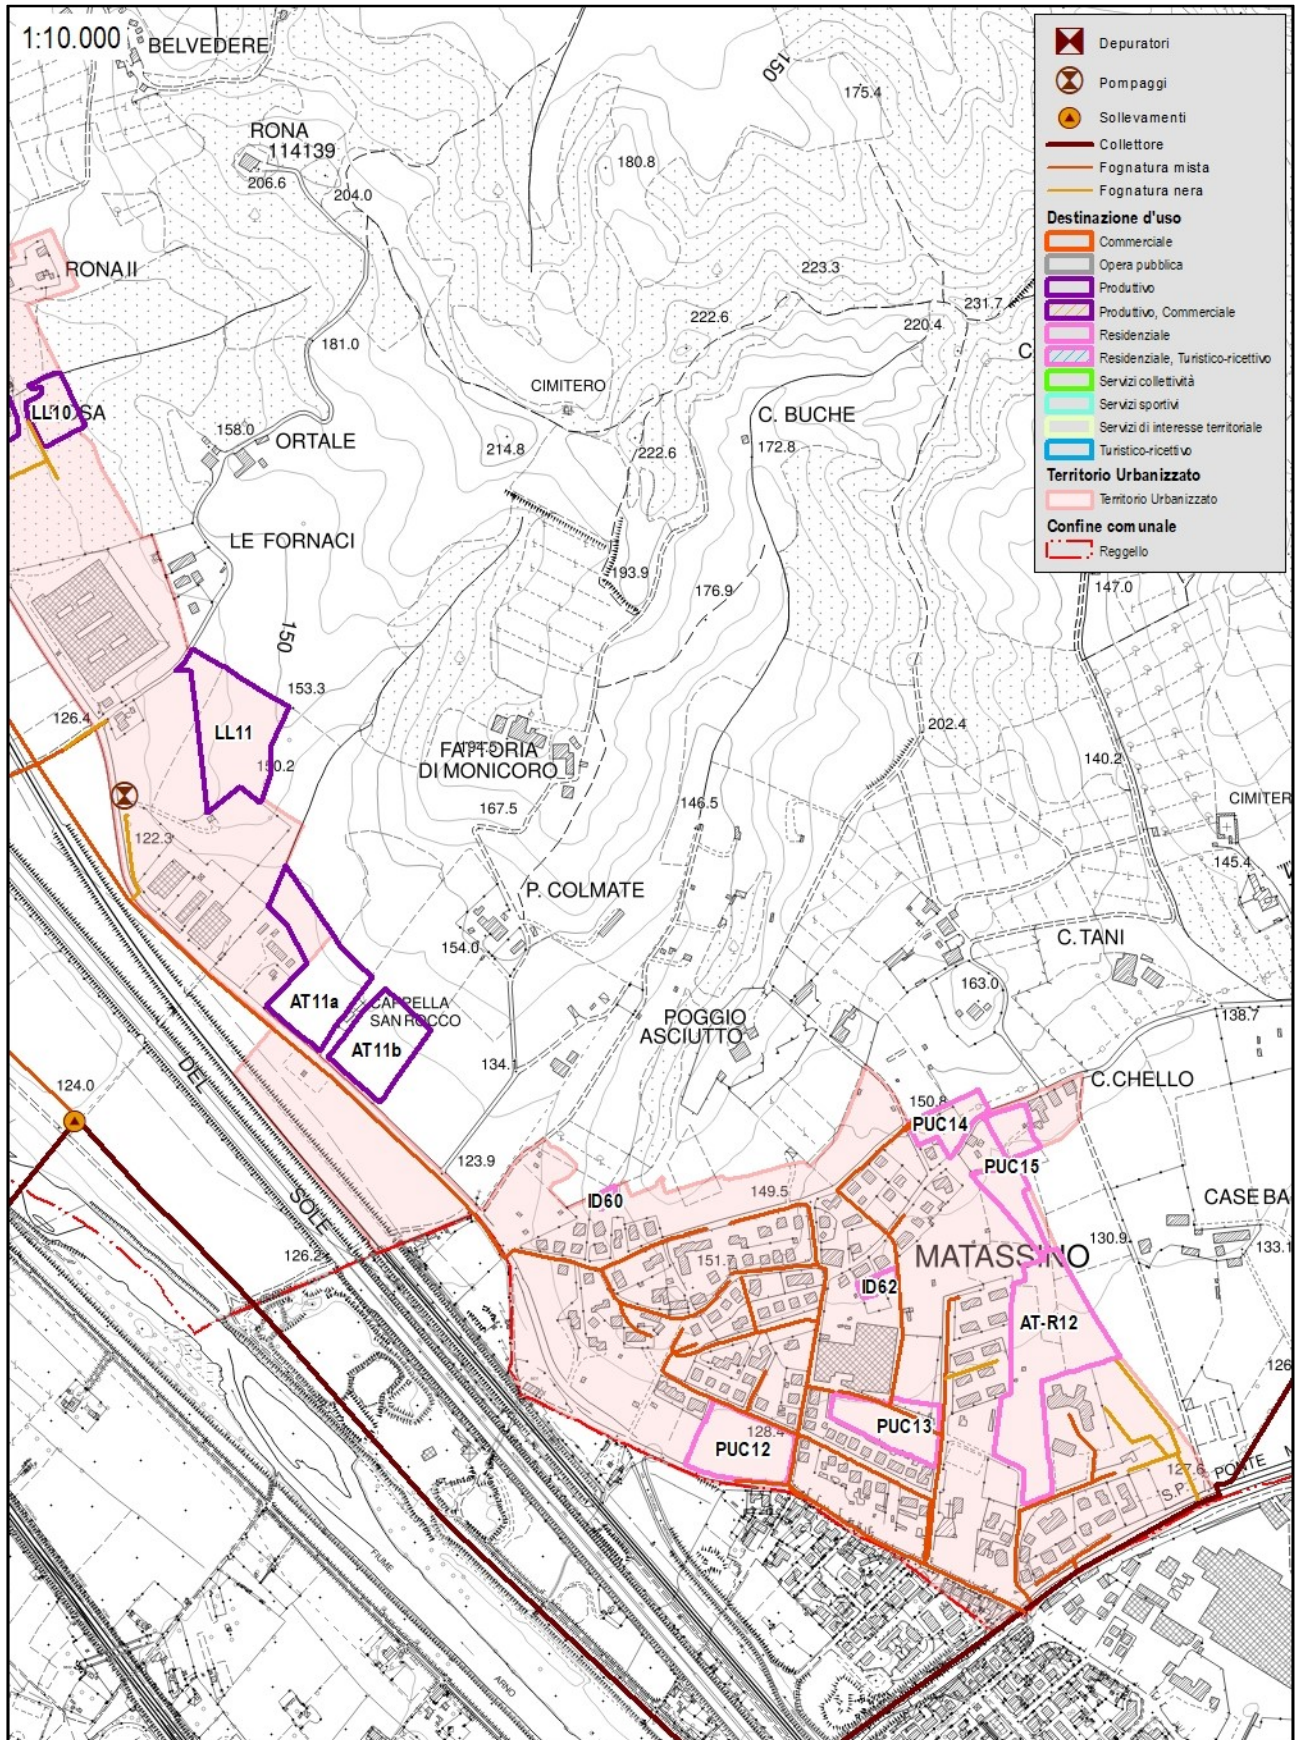 1:10.000
BELVEDERE
150
175.4
RONA
114139
206.6
204.0
180.8
RONA II
223.3
231.7
222.6
220.4
181.0
CIMITERO
LL10
SA
C. BUCHE
158.0
ORTALE
214.8
222.6
172.8
LE FORNACI
193.9
176.9
147.0
150
153.3
126.4
LL11
150.2
202.4
FATTORIA
DI MONICORO
140.2
167.5
146.5
CIMITER
122.3
145.4
P. COLMATE
154.0
C. TANI
163.0
AT11a
CAPPELLA
SAN ROCCO
POGGIO
ASCIUTTO
138.7
AT11b
134.1
DEL
124.0
C. CHELLO
150.8
PUC14
123.9
PUC15
149.5
ID60
SOLE
CASE BA
126.2
151.7
MATASSINO
130.9
133.1
ID62
AT-R12
126
PUC13
128.4
PUC12
127.6
PONTE
S.P.
FIUME
ARNO
Depuratori
Pompaggi
Sollevamenti
Collettore
Fognatura mista
Fognatura nera
Destinazione d'uso
Commerciale
Opera pubblica
Produttivo
Produttivo, Commerciale
Residenziale
Residenziale, Turistico-ricettivo
Servizi collettività
Servizi sportivi
Servizi di interesse territoriale
Turistico-ricettivo
Territorio Urbanizzato
Territorio Urbanizzato
Confine comunale
Reggello